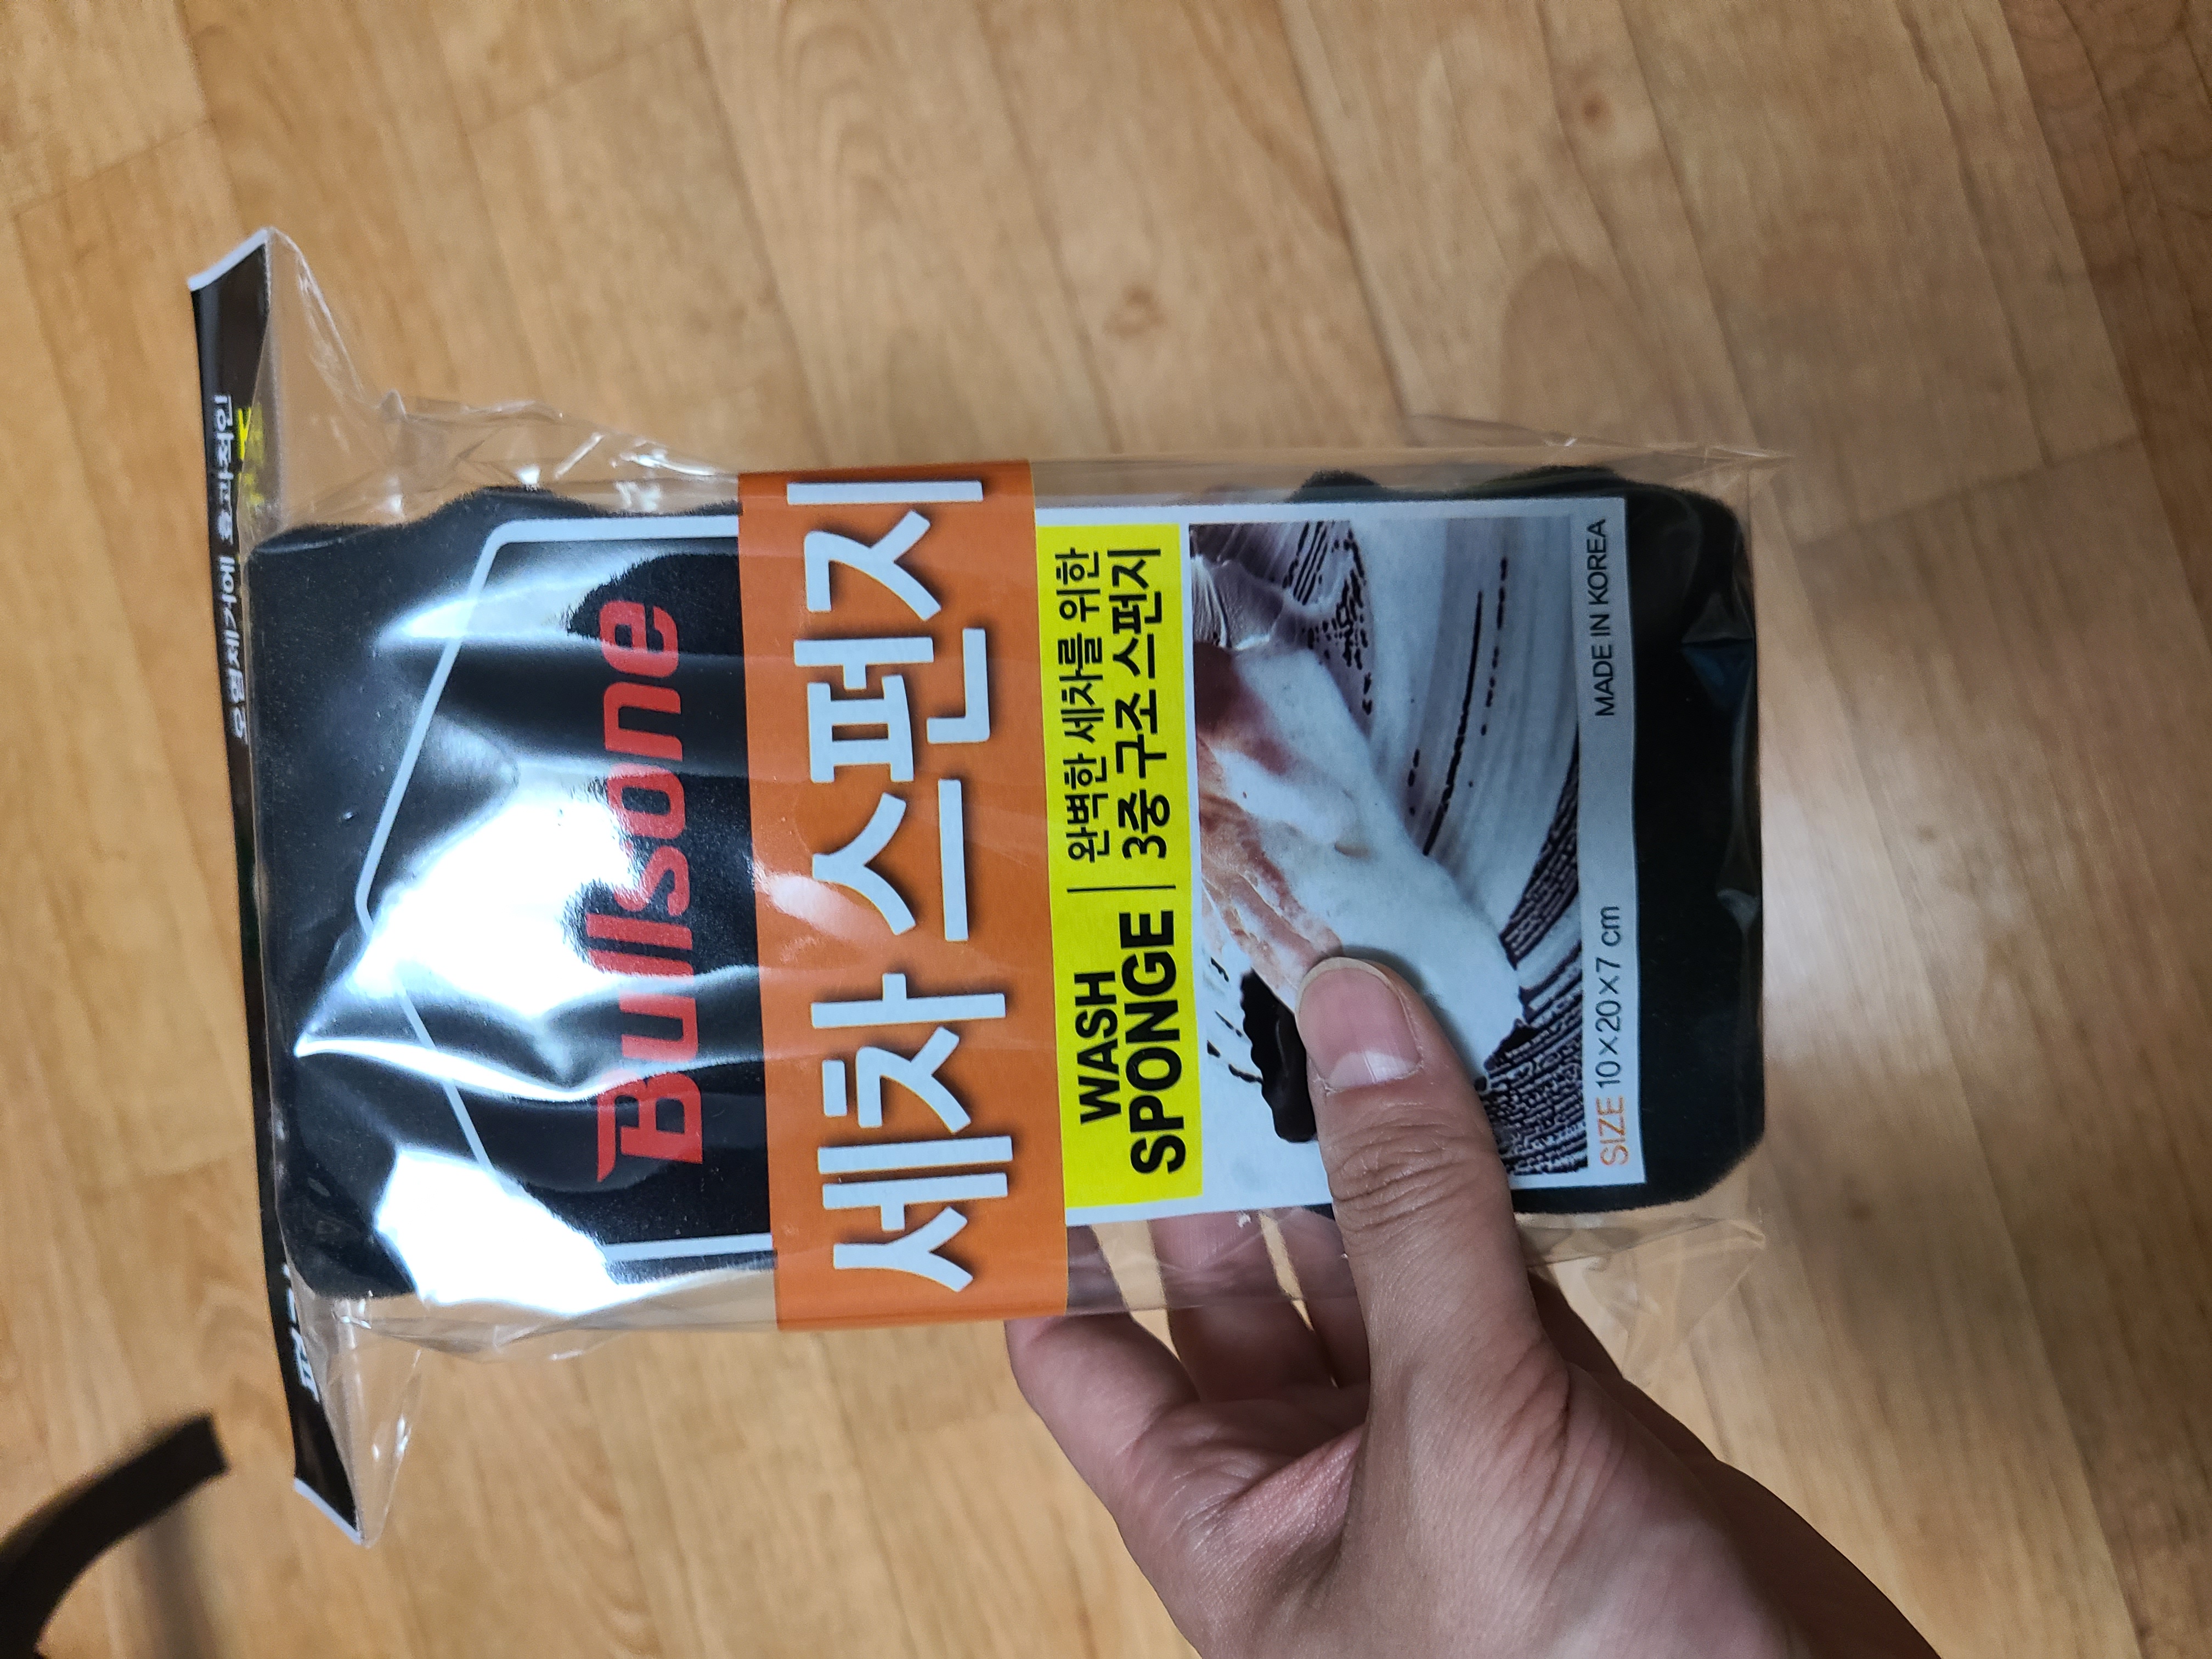 유막제거에 효과적인
Bullsone
세차 스펀지
WASH
SPONGE
완벽한 세차를 위한
3중 구조 스펀지
SIZE 10×20×7 cm
MADE IN KOREA